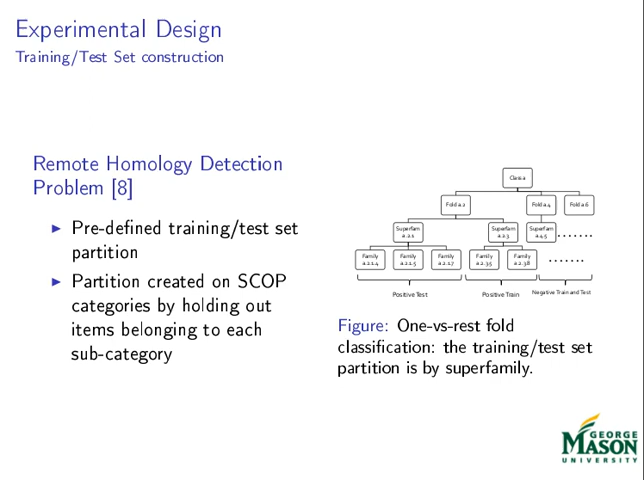 Experimental Design
Training/Test Set construction
Remote Homology Detection
Problem [8]
Pre-defined training/test set
partition
Partition created on SCOP
categories by holding out
items belonging to each
sub-category
Class a
Fold a.2
Fold a.4
Fold a.6
Superfam
a.2.1
Superfam
a.2.3
Superfam
a.4.5
.......
Family
a.2.1.4
Family
a.2.1.5
Family
a.2.1.7
Family
a.2.3.5
Family
a.2.3.8
.......
Positive Test
Positive Train
Negative Train and Test
Figure: One-vs-rest fold
classification: the training/test set
partition is by superfamily.
GEORGE
MASON
UNIVERSITY